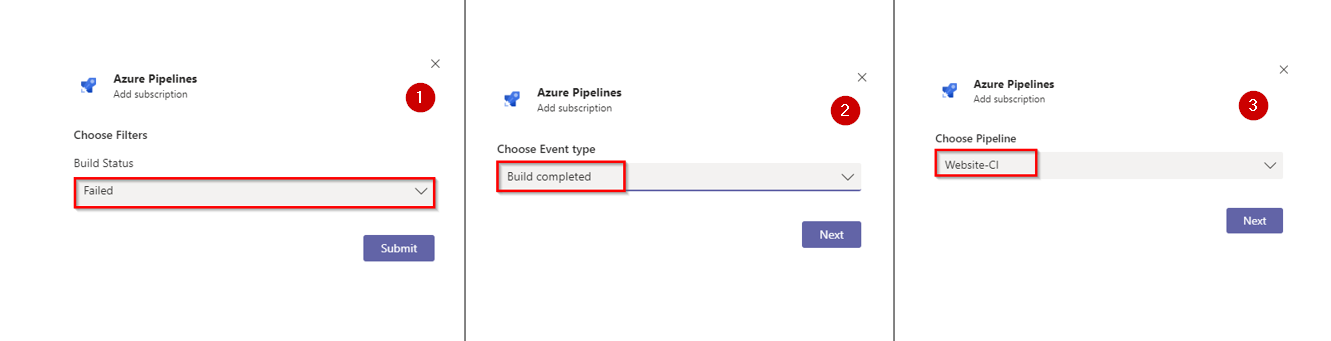 Azure Pipelines
Add subscription
1
Choose Filters
Build Status
Failed
Submit
Azure Pipelines
Add subscription
2
Choose Event type
Build completed
Next
Azure Pipelines
Add subscription
3
Choose Pipeline
Website-CI
Next